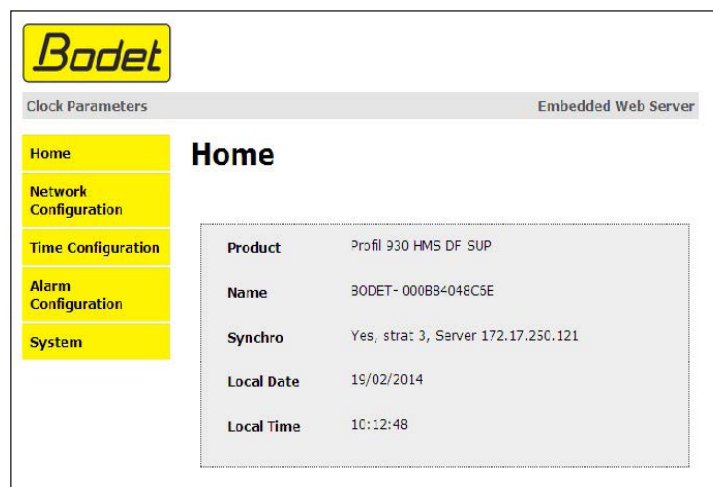 Bodet
Clock Parameters Embedded Web Server
Home
Network
Configuration
Time Configuration
Alarm
Configuration
System
Home
Product Profil 930 HMS DF SUP
Name BODET-000B84048C5E
Synchro Yes, strat 3, Server 172.17.250.121
Local Date 19/02/2014
Local Time 10:12:48